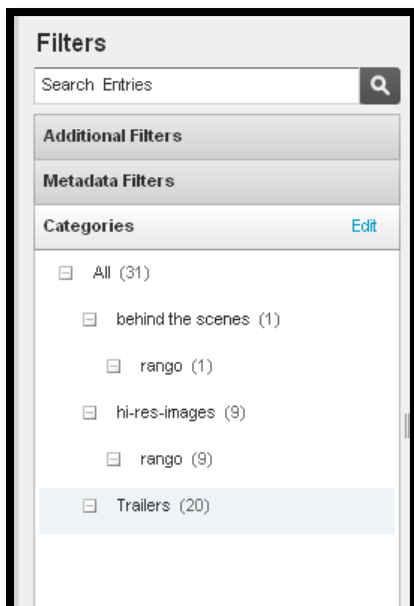 Filters
Search Entries
Additional Filters
Metadata Filters
Categories Edit
All (31)
behind the scenes (1)
rango (1)
hi-res-images (9)
rango (9)
Trailers (20)